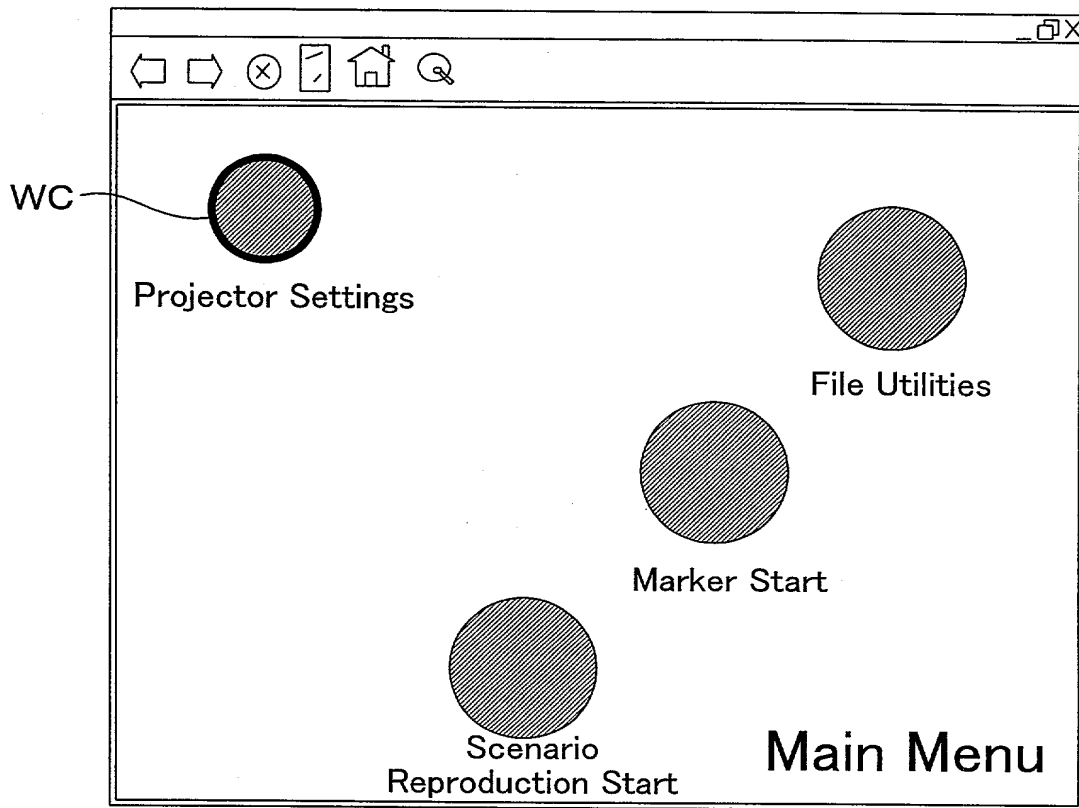 WC
Projector Settings
File Utilities
Marker Start
Scenario
Reproduction Start
Main Menu